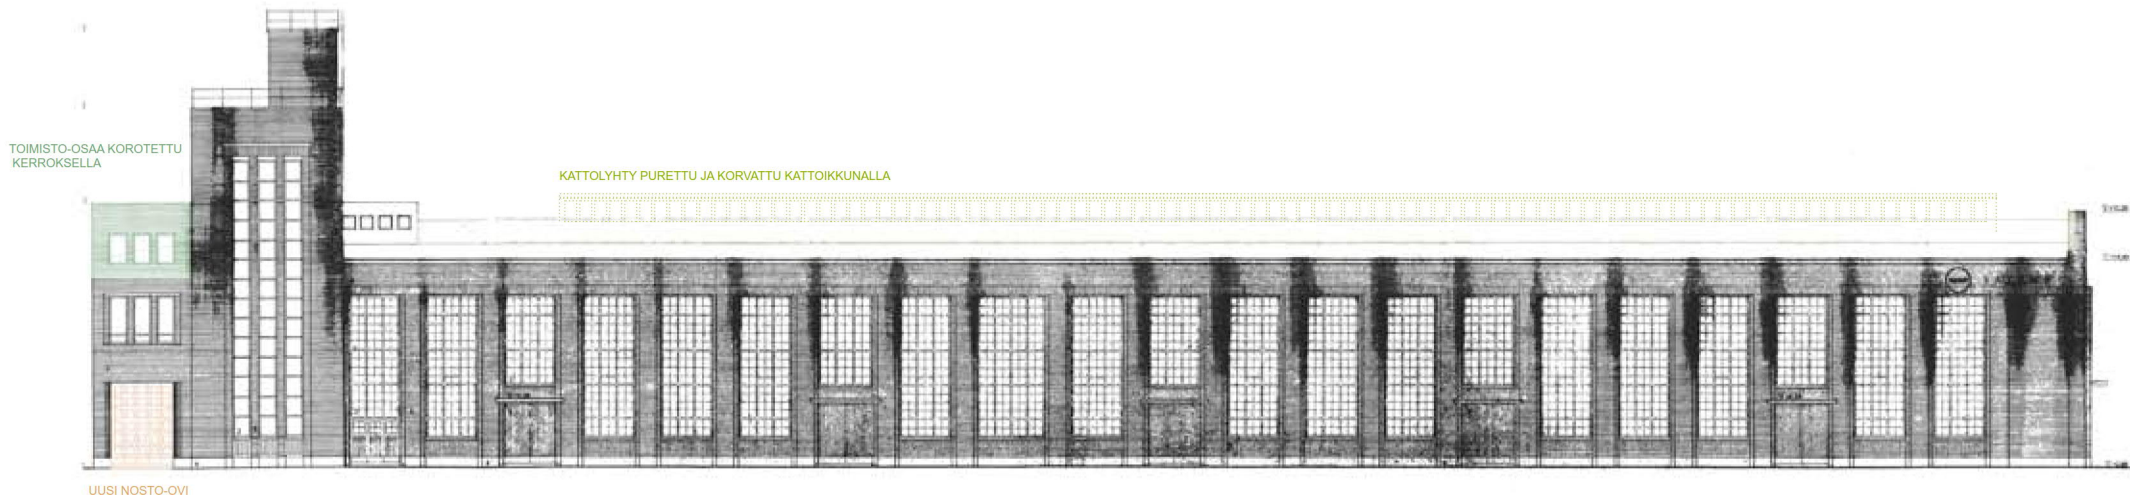 TOIMISTO-OSAA KOROTETTU
KERROKSELLA
KATTOLYHTY PURETTU JA KORVATTU KATTOIKKUNALLA
UUSI NOSTO-OVI